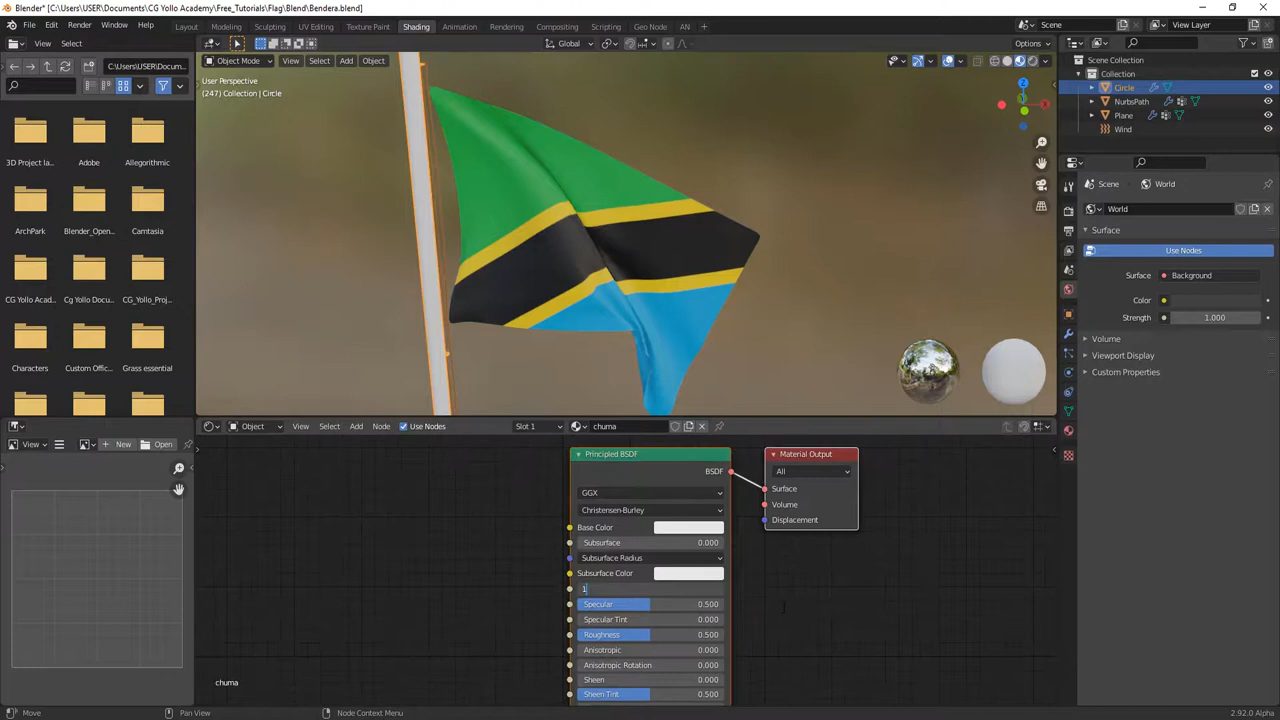 Blender* [C:\Users\USER\Documents\CG Yollo Academy\Free_Tutorials\Flag\Blend\Bendera.blend]
File Edit Render Window Help Layout Modeling Sculpting UV Editing Texture Paint Shading Animation Rendering Compositing Scripting Geometry Node AN + Scene View Layer
View Select Global Options
C:\Users\USER\Docum... Object Mode View Select Add Object
User Perspective
(247) Collection | Circle
Scene Collection
Collection
Circle
NurbsPath
Plane
Wind
3D Project la... Adobe Allegorithmic
ArchPark Blender_Open... Camtasia
CG Yollo Aca... Cg Yollo Docu... CG_Yollo_Proj...
Characters Custom Offic... Grass essential
Scene World
World
Surface
Use Nodes
Surface Background
Color
Strength 1.000
Volume
Viewport Display
Custom Properties
View New Open
Object View Select Add Node Use Nodes Slot 1 chuma
Principled BSDF
BSDF
GGX
Christensen-Burley
Base Color
Subsurface 0.000
Subsurface Radius
Subsurface Color
1
Specular 0.500
Specular Tint 0.000
Roughness 0.500
Anisotropic 0.000
Anisotropic Rotation 0.000
Sheen 0.000
Sheen Tint 0.500
Material Output
All
Surface
Volume
Displacement
chuma
Move Pan View Node Context Menu 2.92.0